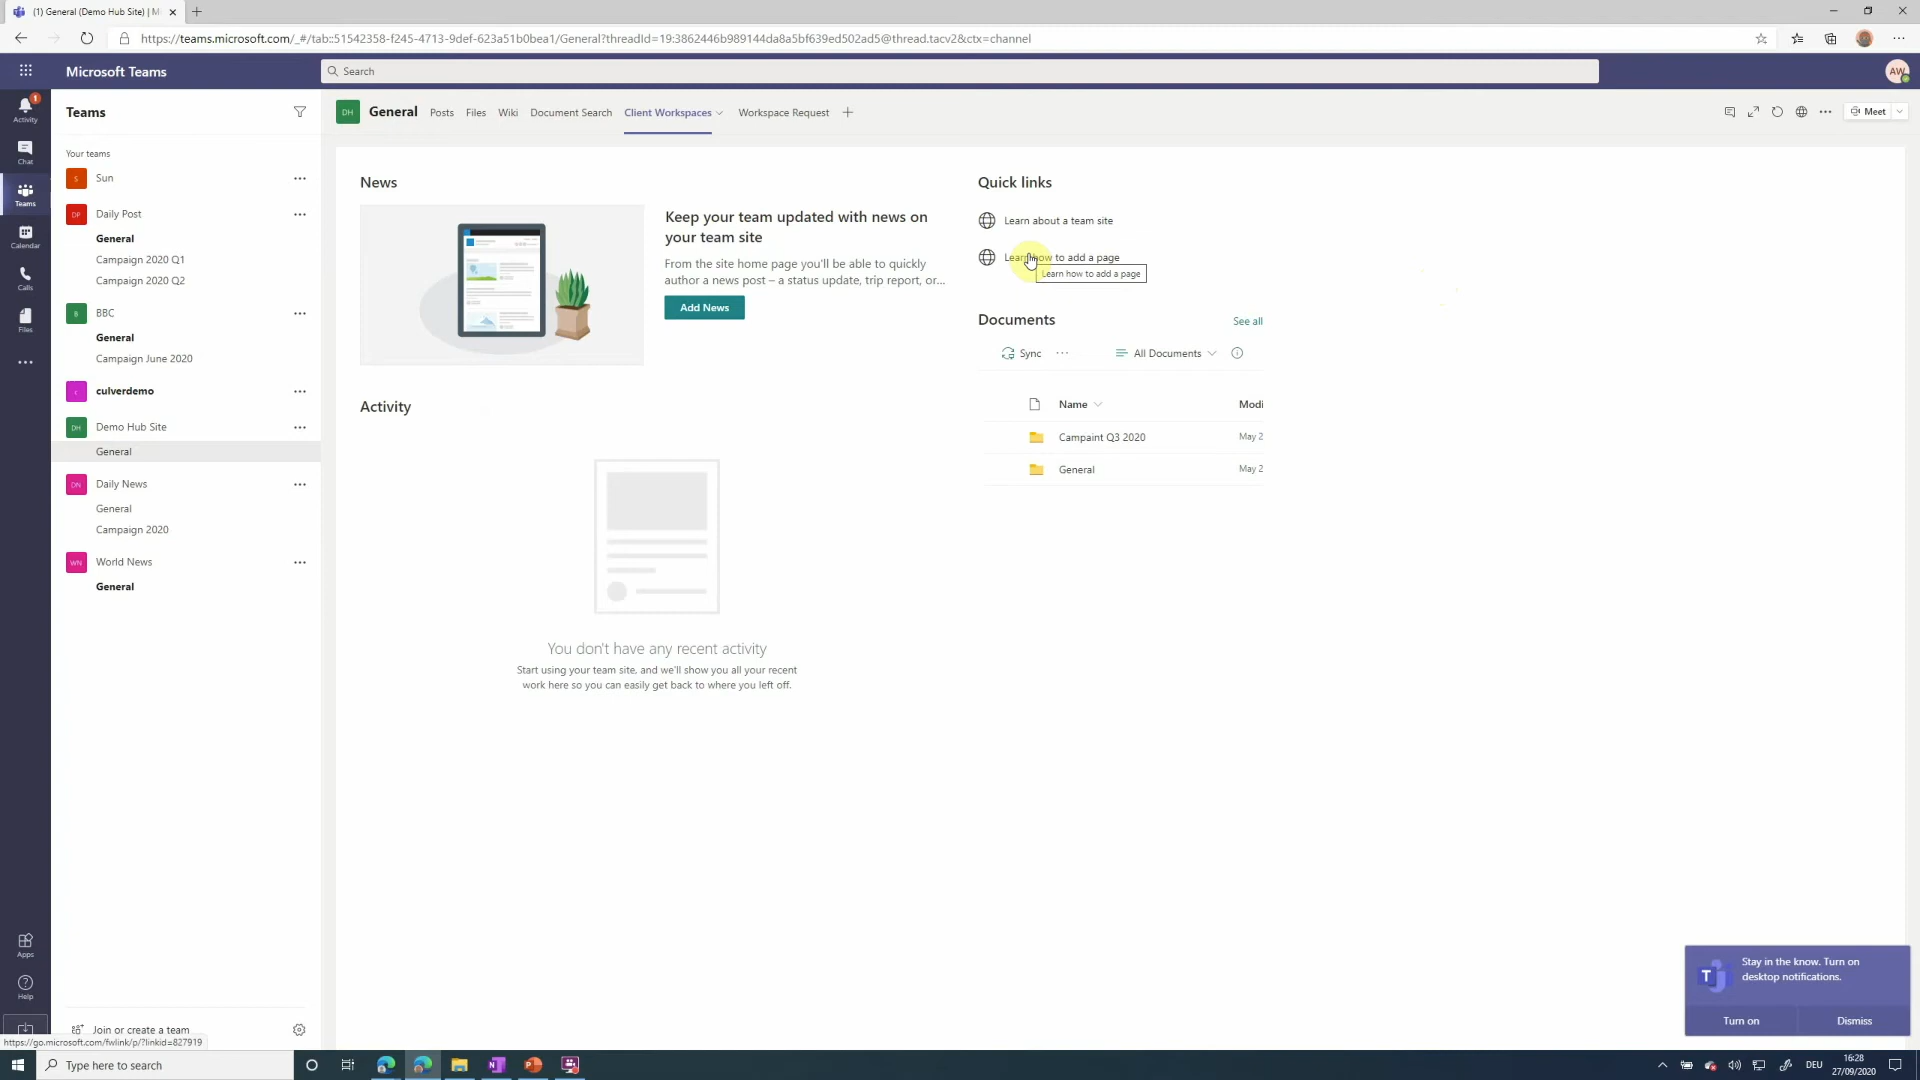 (1) General (Demo Hub Site) | M
https://teams.microsoft.com/_#/tab::51542358-f245-4713-9def-623a51b0bea1/General?threadId=19:3862446b989144da8a5bf639ed502ad5@thread.tacv2&ctx=channel
Microsoft Teams
Search
AW
1
Activity
Chat
Teams
Calendar
Calls
Files
Apps
Help
Teams
Your teams
S Sun
DP Daily Post
General
Campaign 2020 Q1
Campaign 2020 Q2
B BBC
General
Campaign June 2020
c culverdemo
DH Demo Hub Site
General
DN Daily News
General
Campaign 2020
WN World News
General
Join or create a team
https://go.microsoft.com/fwlink/p/?linkid=827919
DH General Posts Files Wiki Document Search Client Workspaces Workspace Request
Meet
News
Keep your team updated with news on
your team site
From the site home page you'll be able to quickly
author a news post – a status update, trip report, or...
Add News
Activity
You don't have any recent activity
Start using your team site, and we'll show you all your recent
work here so you can easily get back to where you left off.
Quick links
Learn about a team site
Learn how to add a page
Learn how to add a page
Documents
See all
Sync
All Documents
Name
Modi
Campaint Q3 2020
May 2
General
May 2
T
Stay in the know. Turn on
desktop notifications.
Turn on
Dismiss
Type here to search
N
P
DEU
16:28
27/09/2020